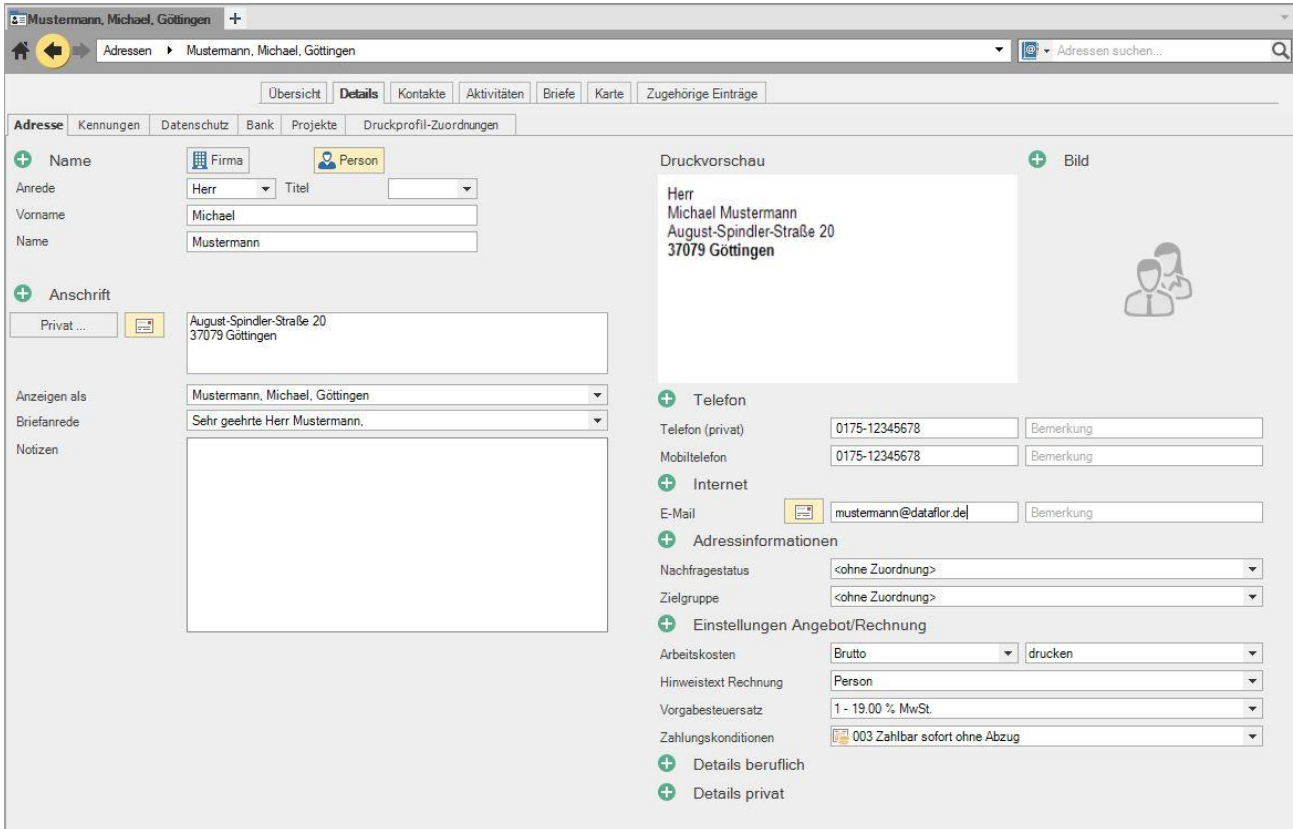 Mustermann, Michael, Göttingen +
Adressen Mustermann, Michael, Göttingen Adressen suchen...
Übersicht Details Kontakte Aktivitäten Briefe Karte Zugehörige Einträge
Adresse Kennungen Datenschutz Bank Projekte Druckprofil-Zuordnungen
Name Firma Person
Anrede Herr Titel
Vorname Michael
Name Mustermann
Anschrift
Privat ... August-Spindler-Straße 20
37079 Göttingen
Anzeigen als Mustermann, Michael, Göttingen
Briefanrede Sehr geehrte Herr Mustermann,
Notizen
Druckvorschau Bild
Herr
Michael Mustermann
August-Spindler-Straße 20
37079 Göttingen
Telefon
Telefon (privat) 0175-12345678 Bemerkung
Mobiltelefon 0175-12345678 Bemerkung
Internet
E-Mail mustermann@dataflor.de Bemerkung
Adressinformationen
Nachfragestatus <ohne Zuordnung>
Zielgruppe <ohne Zuordnung>
Einstellungen Angebot/Rechnung
Arbeitskosten Brutto drucken
Hinweistext Rechnung Person
Vorgabesteuersatz 1 - 19.00 % MwSt.
Zahlungskonditionen 003 Zahlbar sofort ohne Abzug
Details beruflich
Details privat